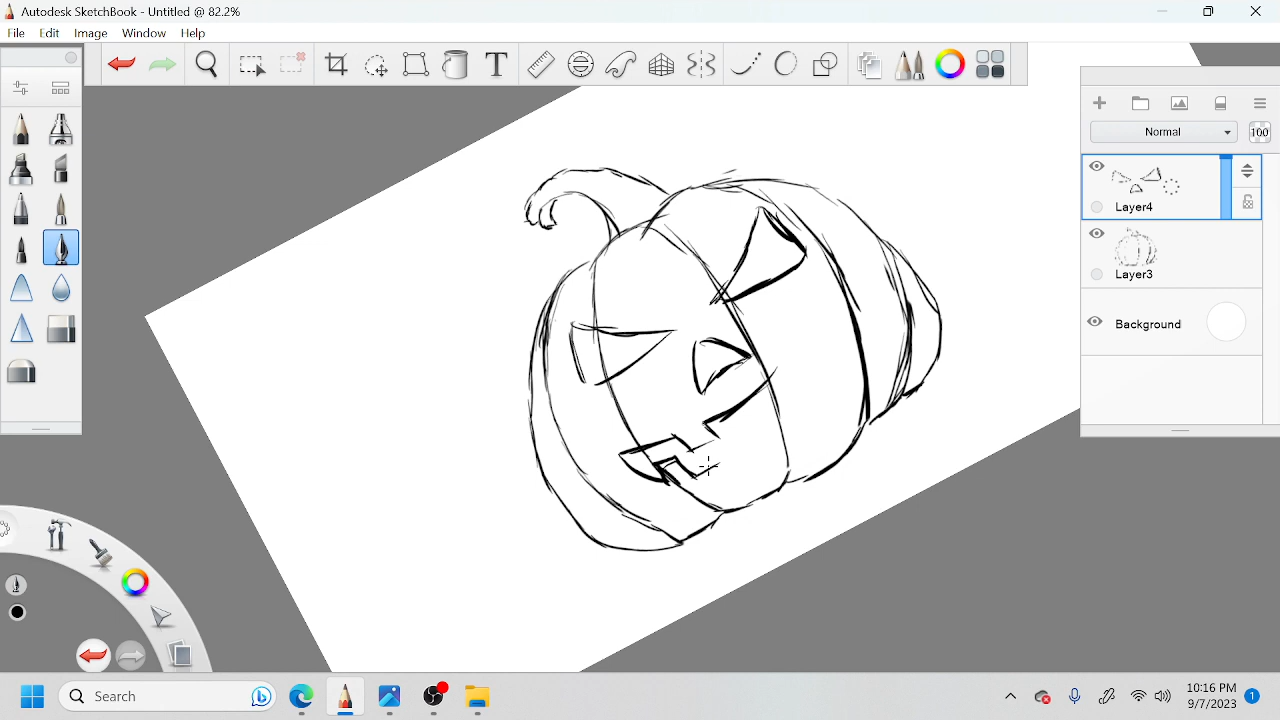 Autodesk SketchBook - Untitled @ 82.2%
File Edit Image Window Help
T
Normal 100
Layer4
Layer3
Background
Search
10:16 PM
9/7/2023
1